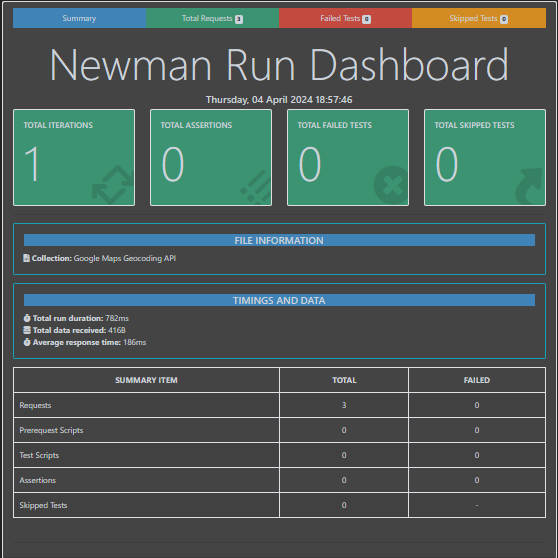 Summary
Total Requests 3
Failed Tests 0
Skipped Tests 0
Newman Run Dashboard
Thursday, 04 April 2024 18:57:46
TOTAL ITERATIONS
1
TOTAL ASSERTIONS
0
TOTAL FAILED TESTS
0
TOTAL SKIPPED TESTS
0
FILE INFORMATION
Collection: Google Maps Geocoding API
TIMINGS AND DATA
Total run duration: 782ms
Total data received: 416B
Average response time: 186ms
SUMMARY ITEM TOTAL FAILED
Requests 3 0
Prerequest Scripts 0 0
Test Scripts 0 0
Assertions 0 0
Skipped Tests 0 -